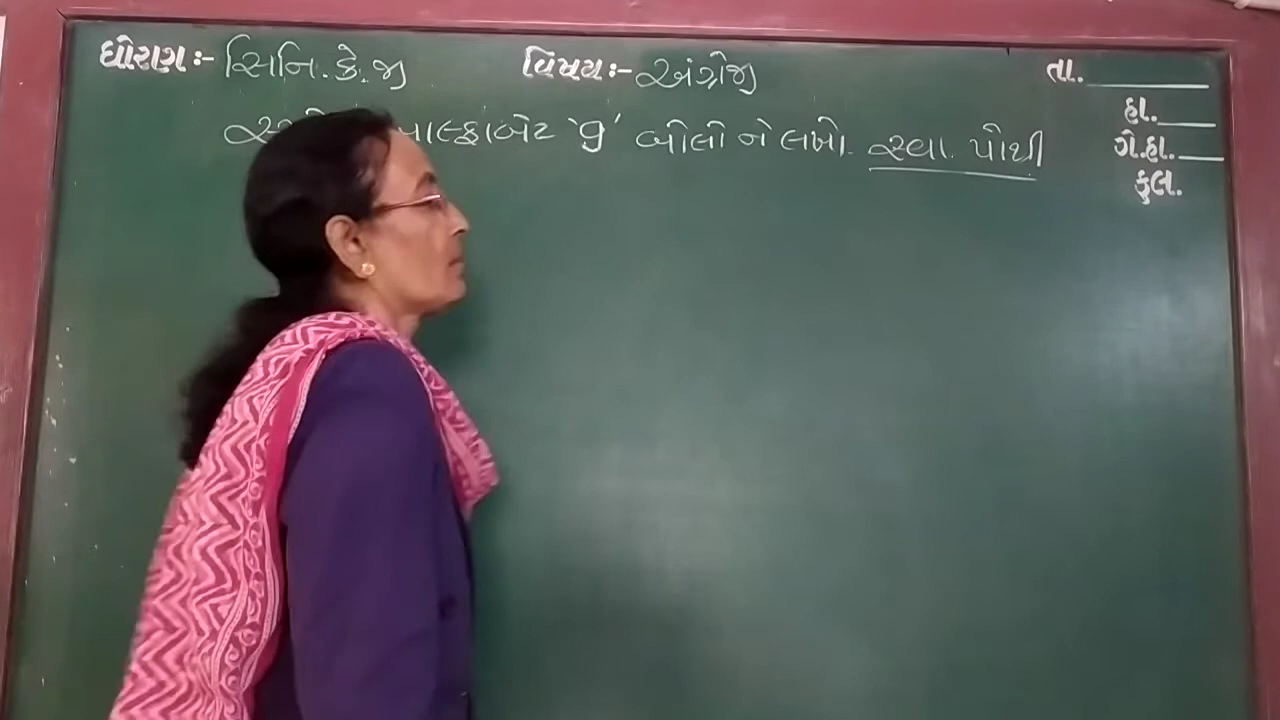 ધોરણ :- સિનિ. કે.જી
વિષય :- અંગ્રેજી
તા.
આલ્ફાબેટ 'g' બોલો ને લખો. સ્વા. પોથી
હા.
ગે.હા.
કુલ.